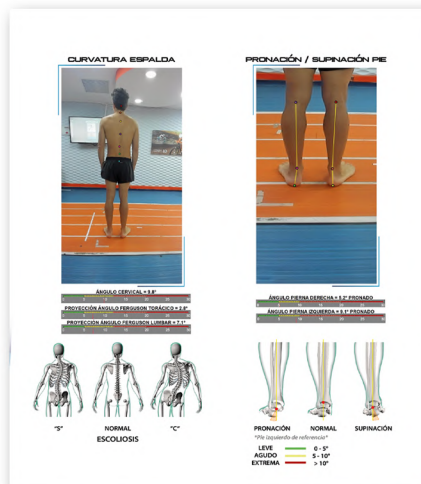 CURVATURA ESPALDA
ÁNGULO CERVICAL = 9.8°
PROYECCIÓN ÁNGULO FERGUSON TORÁCICO = 2.6°
PROYECCIÓN ÁNGULO FERGUSON LUMBAR = 7.1°
"S"
NORMAL
"C"
ESCOLIOSIS
PRONACIÓN / SUPINACIÓN PIE
ÁNGULO PIERNA DERECHA = 5.2° PRONADO
ÁNGULO PIERNA IZQUIERDA = 5.1° PRONADO
PRONACIÓN
NORMAL
SUPINACIÓN
"Pie izquierdo de referencia"
LEVE 0 - 5°
AGUDO 5 - 10°
EXTREMA > 10°